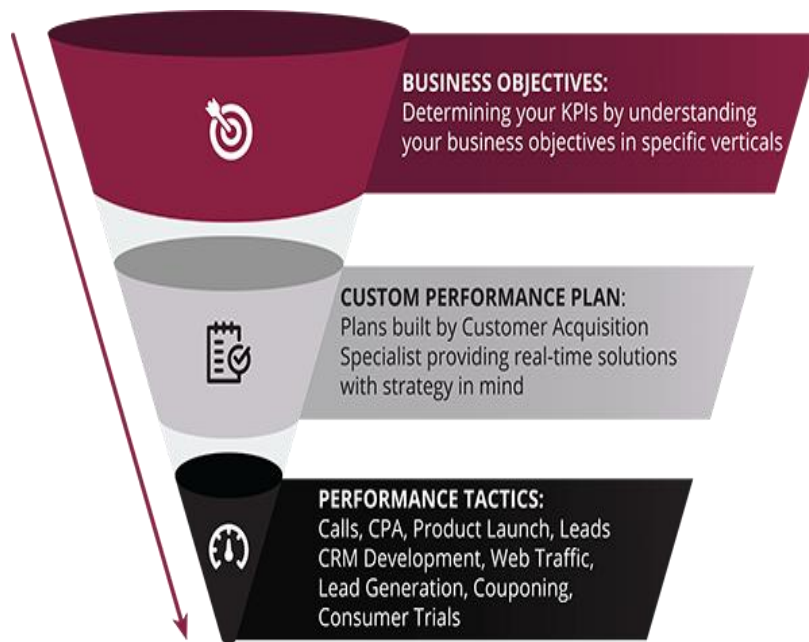 BUSINESS OBJECTIVES:
Determining your KPIs by understanding
your business objectives in specific verticals
CUSTOM PERFORMANCE PLAN:
Plans built by Customer Acquisition
Specialist providing real-time solutions
with strategy in mind
PERFORMANCE TACTICS:
Calls, CPA, Product Launch, Leads
CRM Development, Web Traffic,
Lead Generation, Couponing,
Consumer Trials